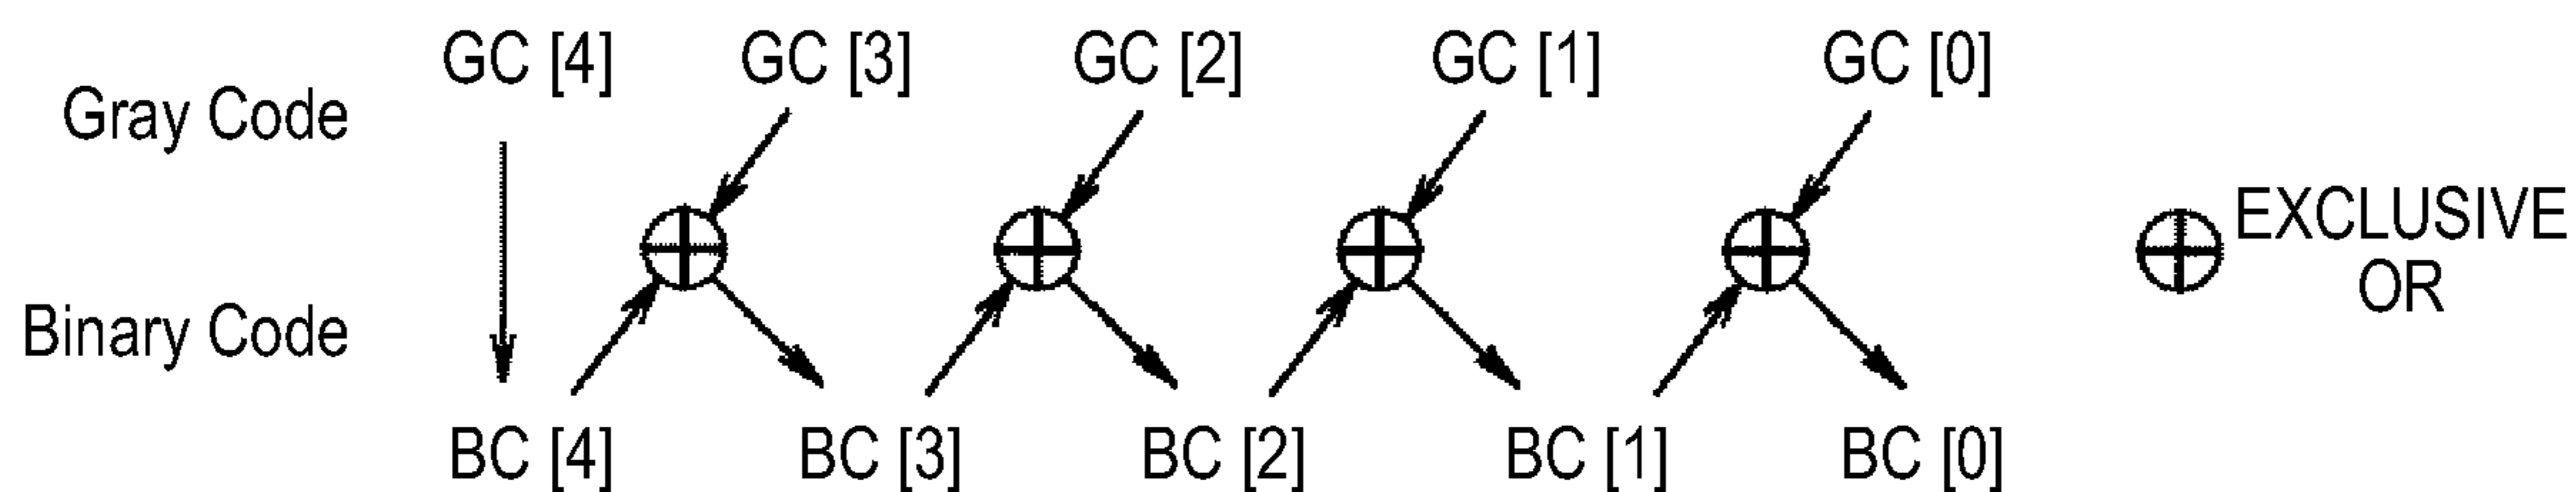 GC [4] GC [3] GC [2] GC [1] GC [0]
Gray Code
EXCLUSIVE
OR
Binary Code
BC [4] BC [3] BC [2] BC [1] BC [0]